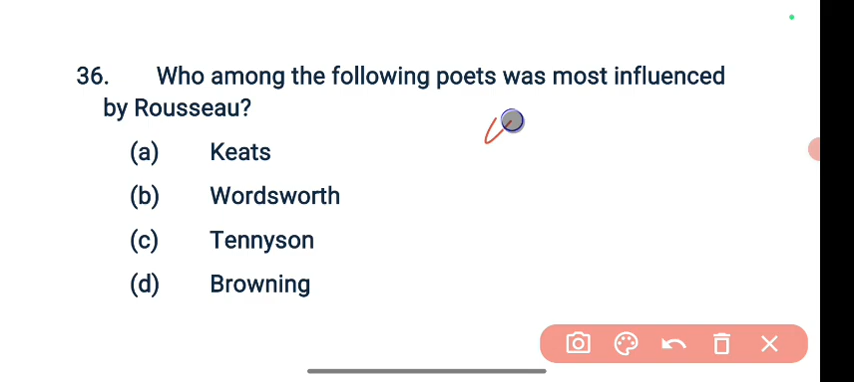 36. Who among the following poets was most influenced
by Rousseau?
(a) Keats
(b) Wordsworth
(c) Tennyson
(d) Browning